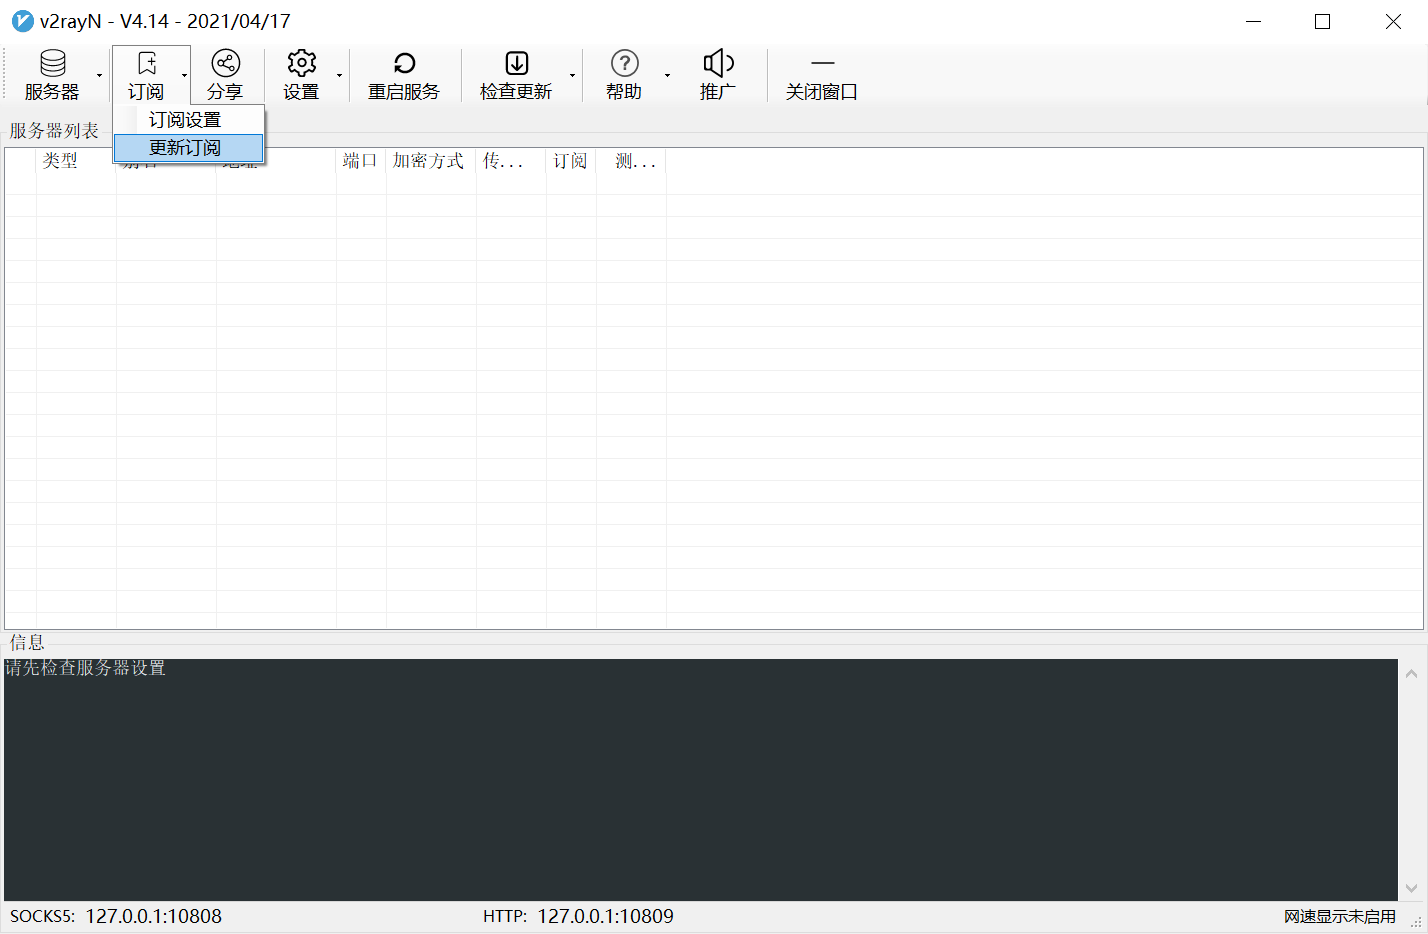 v2rayN - V4.14 - 2021/04/17
服务器 订阅 分享 设置 重启服务 检查更新 帮助 推广 关闭窗口
订阅设置
更新订阅
服务器列表
类型 端口 加密方式 传... 订阅 测...
信息
请先检查服务器设置
SOCKS5: 127.0.0.1:10808 HTTP: 127.0.0.1:10809 网速显示未启用